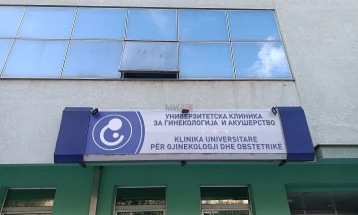 УНИВЕРЗИТЕТСКА КЛИНИКА
ЗА ГИНЕКОЛОГИЈА И АКУШЕРСТВО
KLINIKA UNIVERSITARE
PËR GJINEKOLOGJI DHE OBSTETRIKË